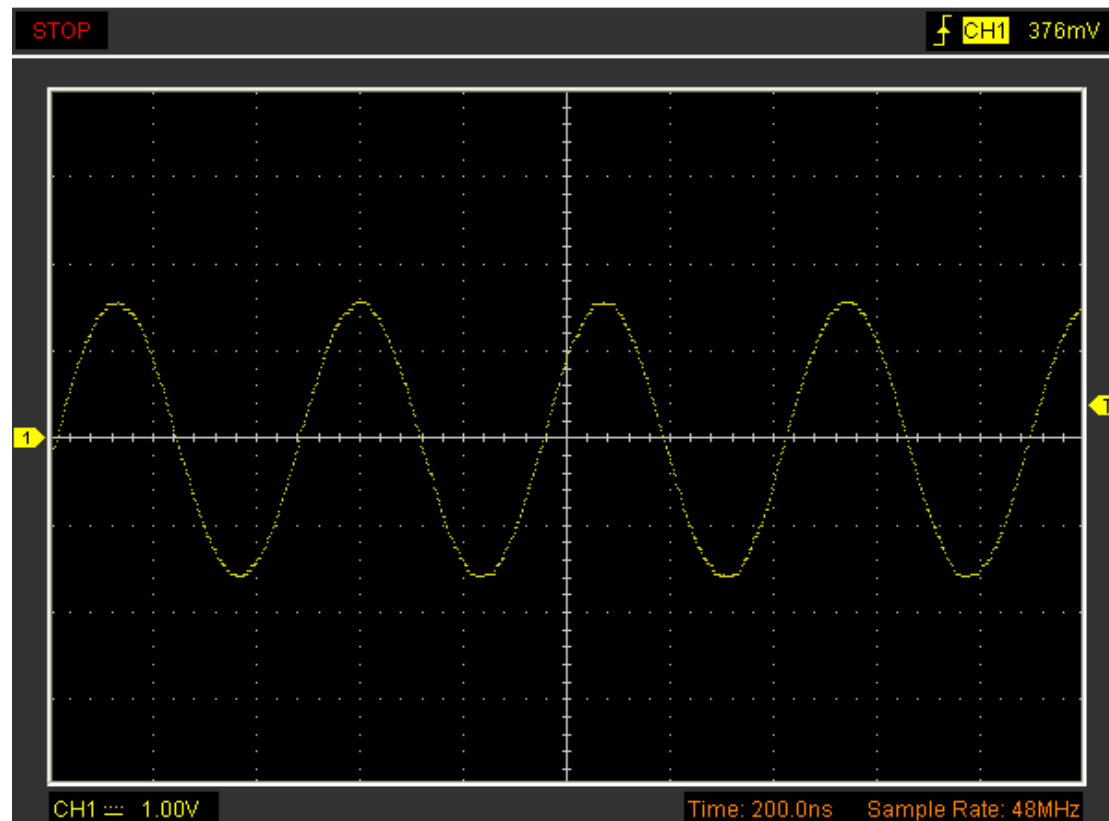 STOP
CH1 376mV
1
T
CH1 1.00V
Time: 200.0ns Sample Rate: 48MHz